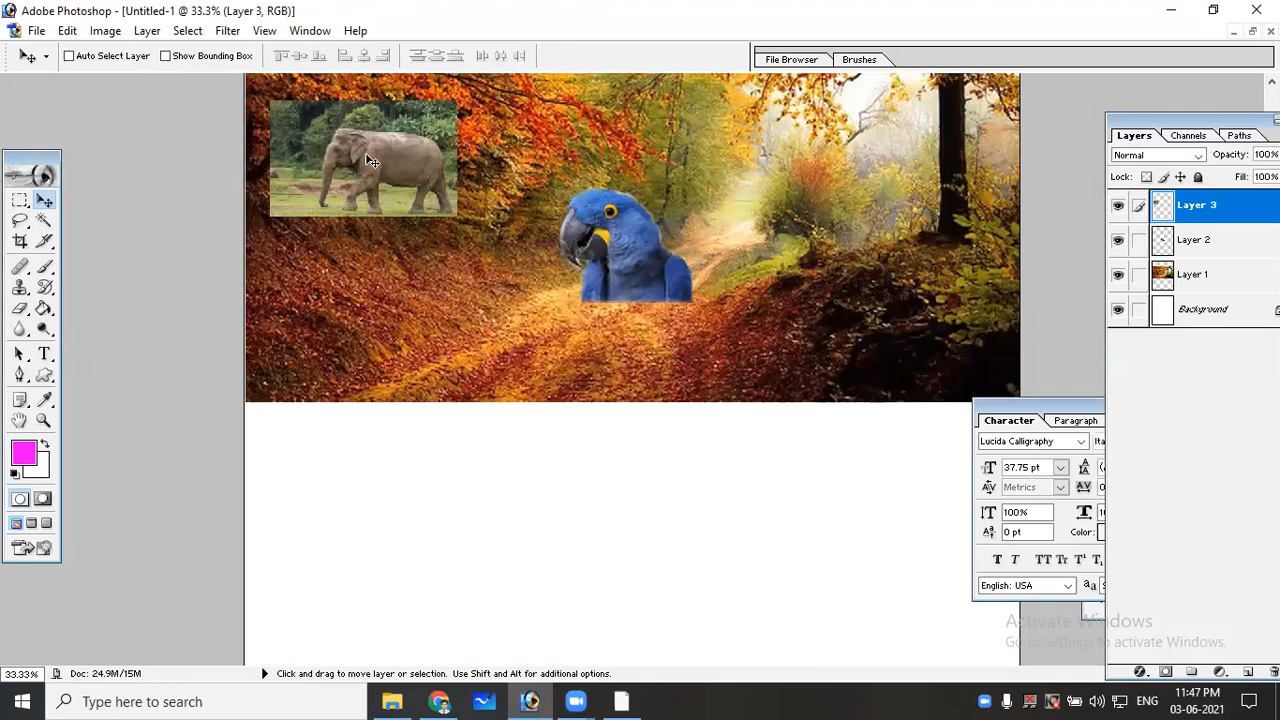 Adobe Photoshop - [Untitled-1 @ 33.3% (Layer 3, RGB)]
File Edit Image Layer Select Filter View Window Help
Auto Select Layer Show Bounding Box File Browser Brushes
Layers Channels Paths
Normal Opacity: 100%
Lock: Fill: 100%
Layer 3
Layer 2
Layer 1
Background
Character Paragraph
Lucida Calligraphy Ita
37.75 pt
Metrics
100%
0 pt Color:
English: USA
Activate Windows
Go to Settings to activate Windows.
33.33% Doc: 24.9M/15M Click and drag to move layer or selection. Use Shift and Alt for additional options.
Type here to search
ENG
11:47 PM
03-06-2021